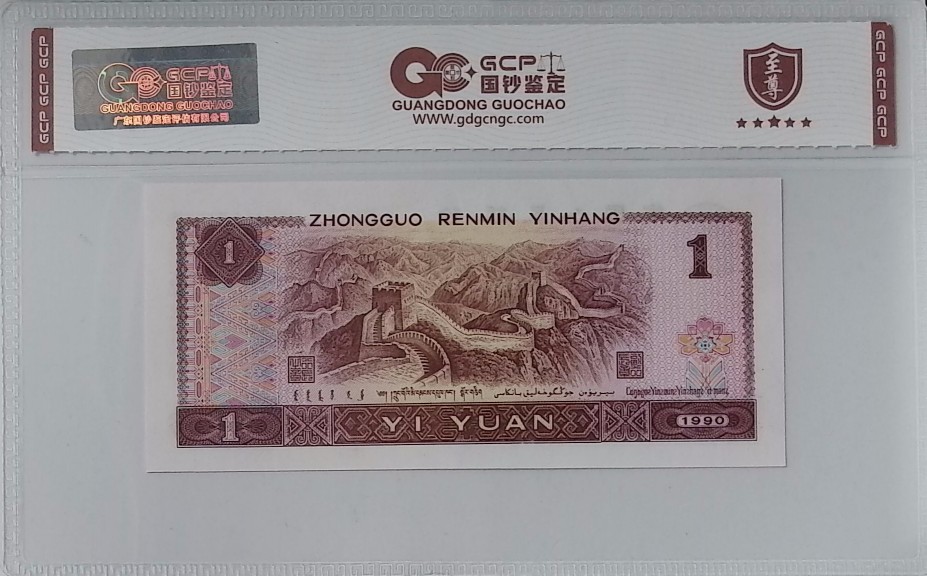 GCP GCP GCP
GCP 国钞鉴定
GUANGDONG GUOCHAO
广东国钞鉴定评估有限公司
GCP
国钞鉴定
GUANGDONG GUOCHAO
www.gdgcngc.com
至尊
GCP GCP GCP
ZHONGGUO RENMIN YINHANG
1
1
1
YI YUAN
1990